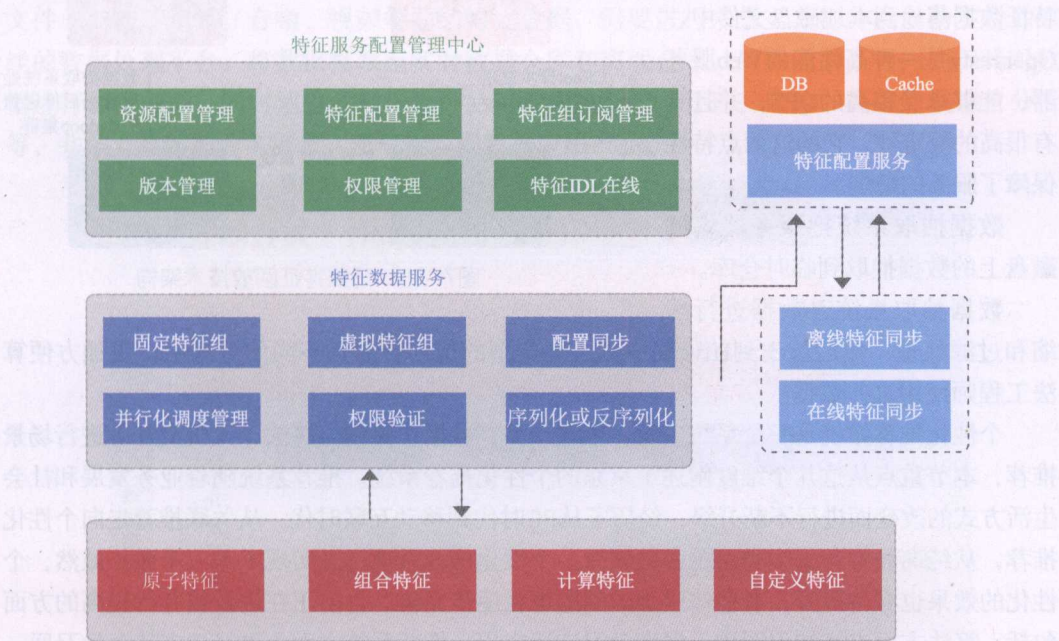 特征服务配置管理中心
资源配置管理
特征配置管理
特征组订阅管理
版本管理
权限管理
特征IDL在线
DB
Cache
特征配置服务
特征数据服务
固定特征组
虚拟特征组
配置同步
并行化调度管理
权限验证
序列化或反序列化
离线特征同步
在线特征同步
原子特征
组合特征
计算特征
自定义特征